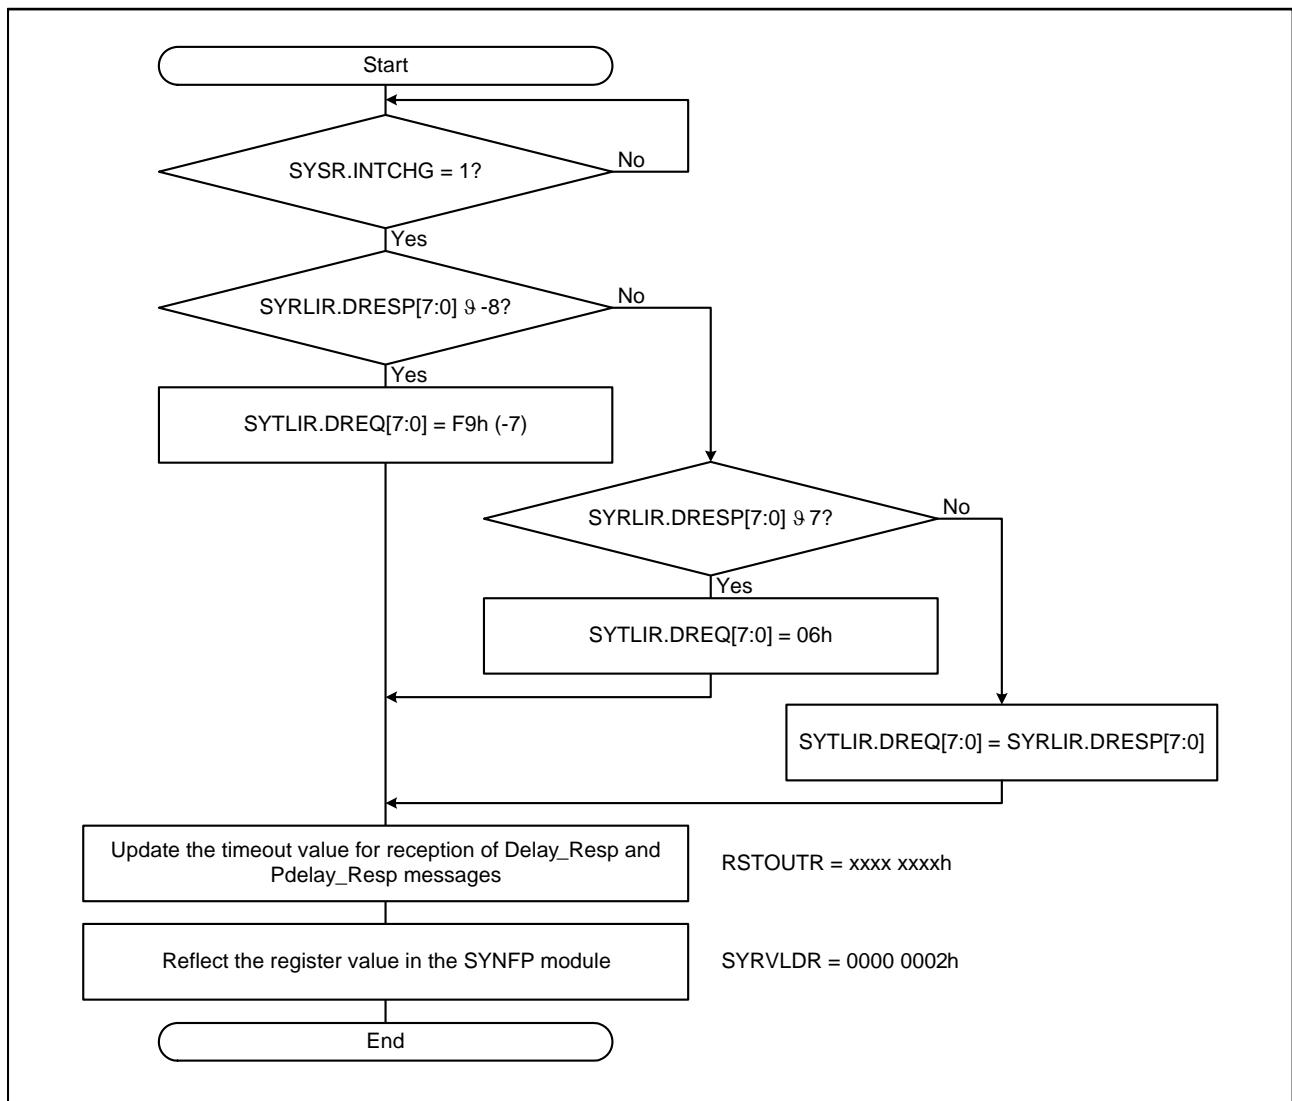 Start
SYSR.INTCHG = 1?
No
Yes
SYRLIR.DRESP[7:0] ϑ -8?
No
Yes
SYTLIR.DREQ[7:0] = F9h (-7)
SYRLIR.DRESP[7:0] ϑ 7?
No
Yes
SYTLIR.DREQ[7:0] = 06h
SYTLIR.DREQ[7:0] = SYRLIR.DRESP[7:0]
Update the timeout value for reception of Delay_Resp and
Pdelay_Resp messages
RSTOUTR = xxxx xxxxh
Reflect the register value in the SYNFP module
SYRVLDR = 0000 0002h
End